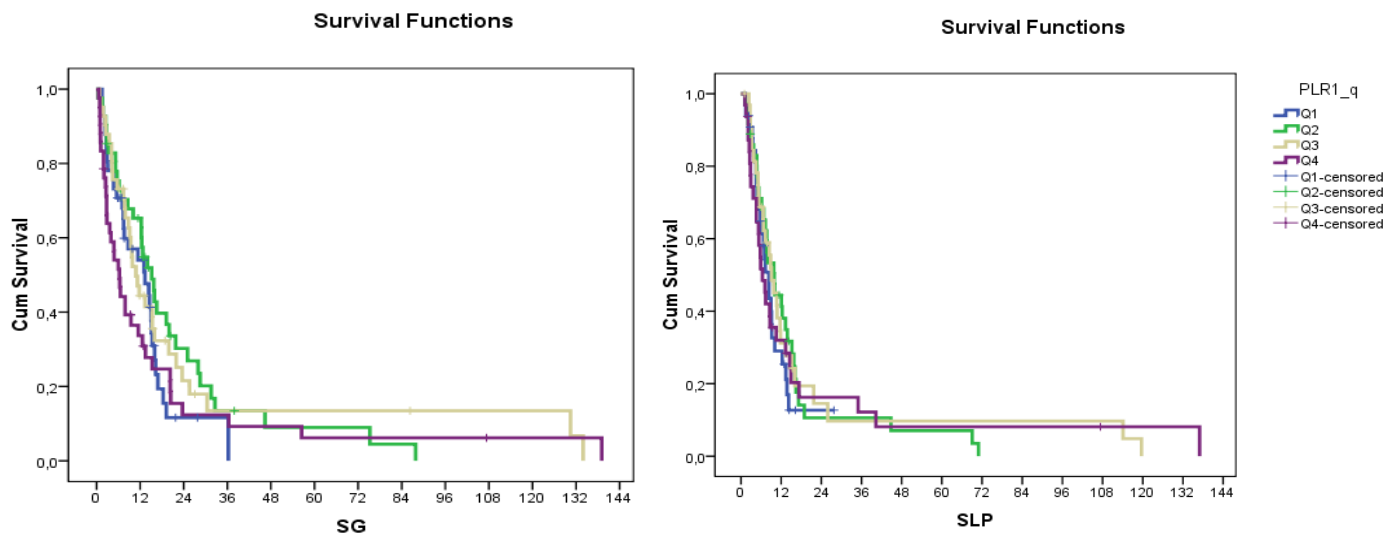 Survival Functions
Cum Survival
1,0
0,8
0,6
0,4
0,2
0,0
0 12 24 36 48 60 72 84 96 108 120 132 144
SG
Survival Functions
Cum Survival
1,0
0,8
0,6
0,4
0,2
0,0
0 12 24 36 48 60 72 84 96 108 120 132 144
SLP
PLR1_q
Q1
Q2
Q3
Q4
Q1-censored
Q2-censored
Q3-censored
Q4-censored